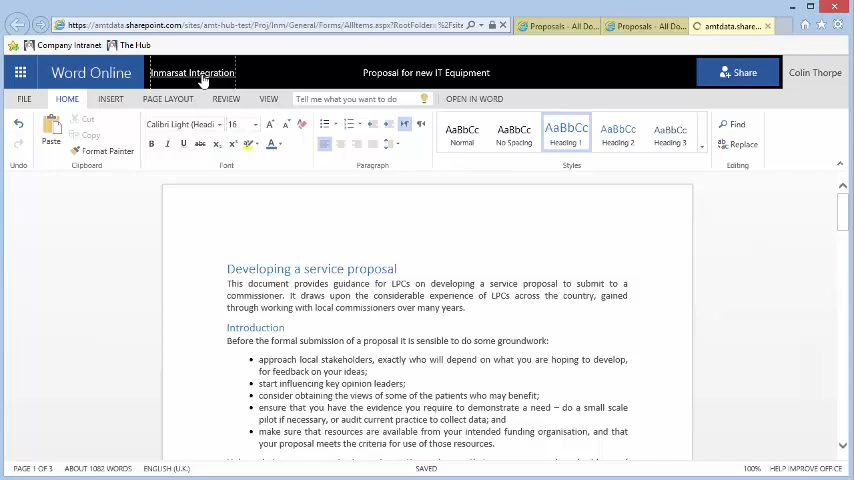 https://amtdata.sharepoint.com/sites/amt-hub-test/Proj/Inm/General/Forms/AllItems.aspx?RootFolder=%2Fsite
Proposals - All Do...
Proposals - All Do...
amtdata.share...
Company Intranet
The Hub
Word Online
Inmarsat Integration
Proposal for new IT Equipment
Share
Colin Thorpe
FILE HOME INSERT PAGE LAYOUT REVIEW VIEW Tell me what you want to do OPEN IN WORD
Cut
Copy
Format Painter
Paste
Calibri Light (Headi 16
B I U abc x₂ x² A
AaBbCc AaBbCc AaBbCc AaBbCc AaBbCc
Normal No Spacing Heading 1 Heading 2 Heading 3
Find
Replace
Undo Clipboard Font Paragraph Styles Editing
Developing a service proposal
This document provides guidance for LPCs on developing a service proposal to submit to a
commissioner. It draws upon the considerable experience of LPCs across the country, gained
through working with local commissioners over many years.
Introduction
Before the formal submission of a proposal it is sensible to do some groundwork:
• approach local stakeholders, exactly who will depend on what you are hoping to develop,
for feedback on your ideas;
• start influencing key opinion leaders;
• consider obtaining the views of some of the patients who may benefit;
• ensure that you have the evidence you require to demonstrate a need – do a small scale
pilot if necessary, or audit current practice to collect data; and
• make sure that resources are available from your intended funding organisation, and that
your proposal meets the criteria for use of those resources.
PAGE 1 OF 3 ABOUT 1082 WORDS ENGLISH (U.K.) SAVED 100% HELP IMPROVE OFFICE